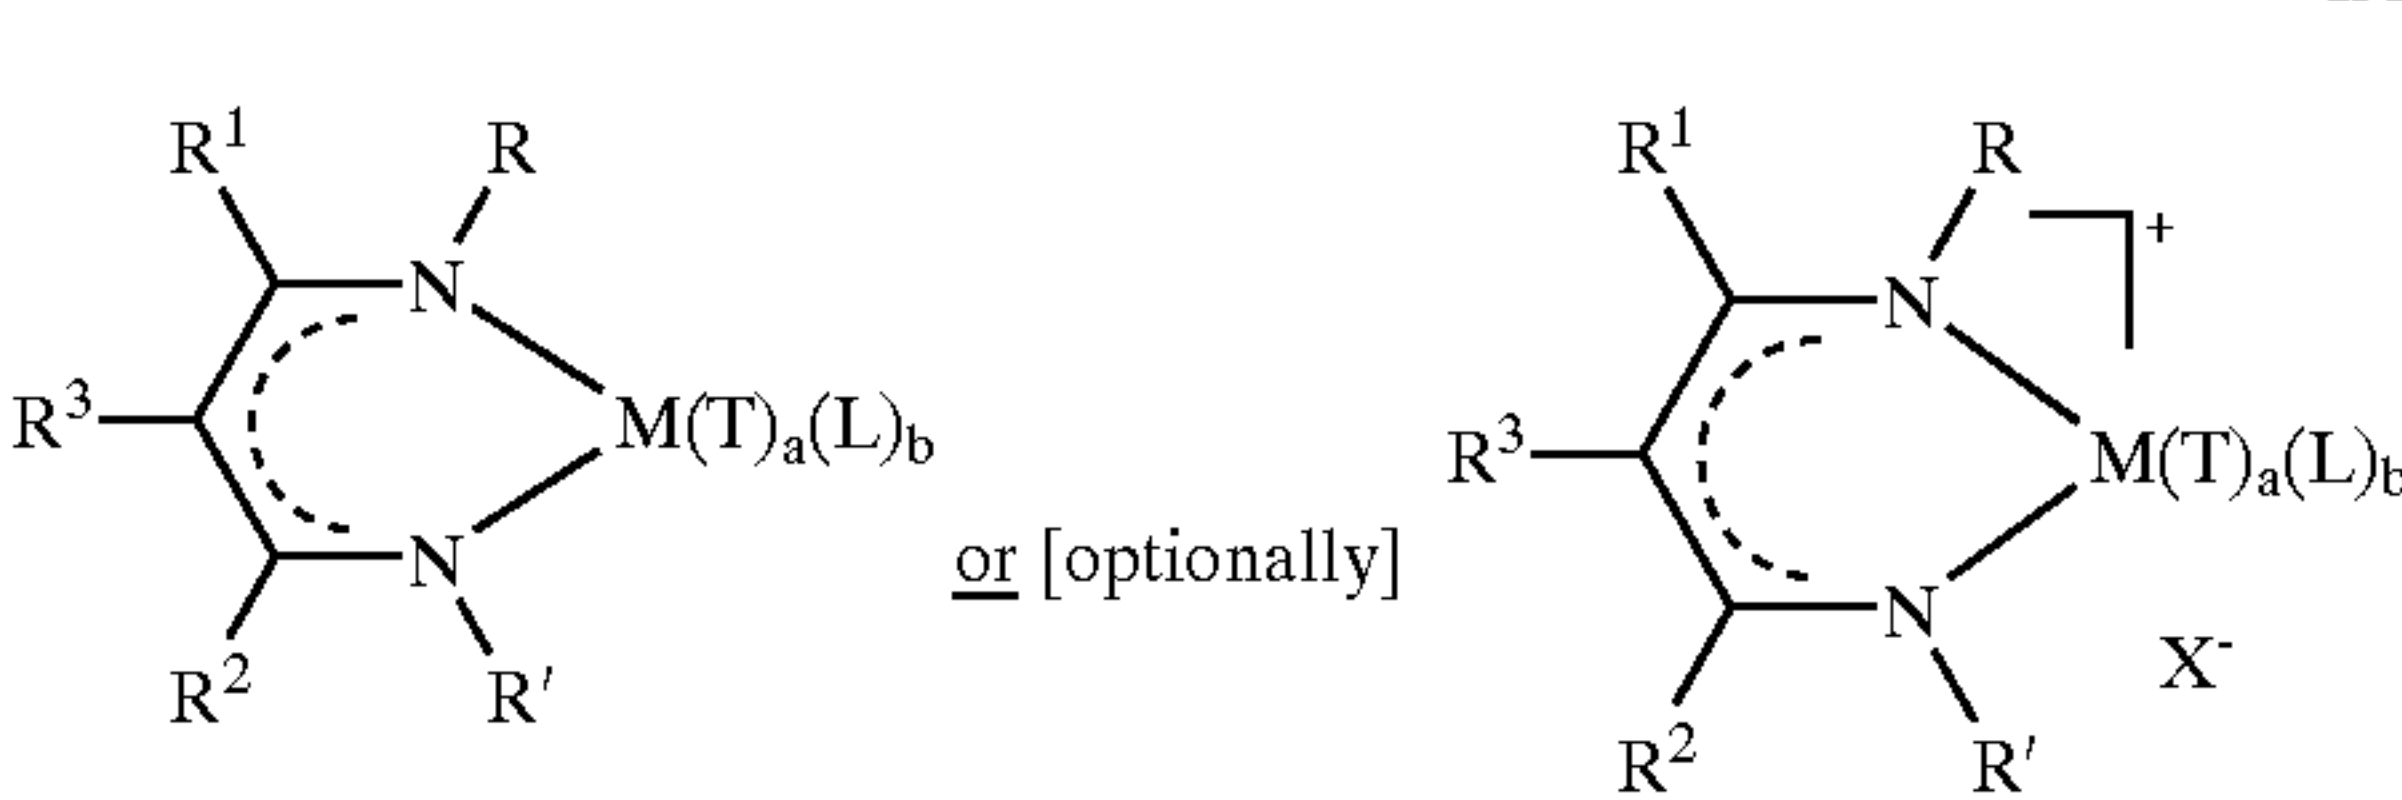 R¹ R R¹ R
+
N N
R³ M(T)ₐ(L)b R³ M(T)ₐ(L)b
or [optionally]
N N
X⁻
R² R′ R² R′